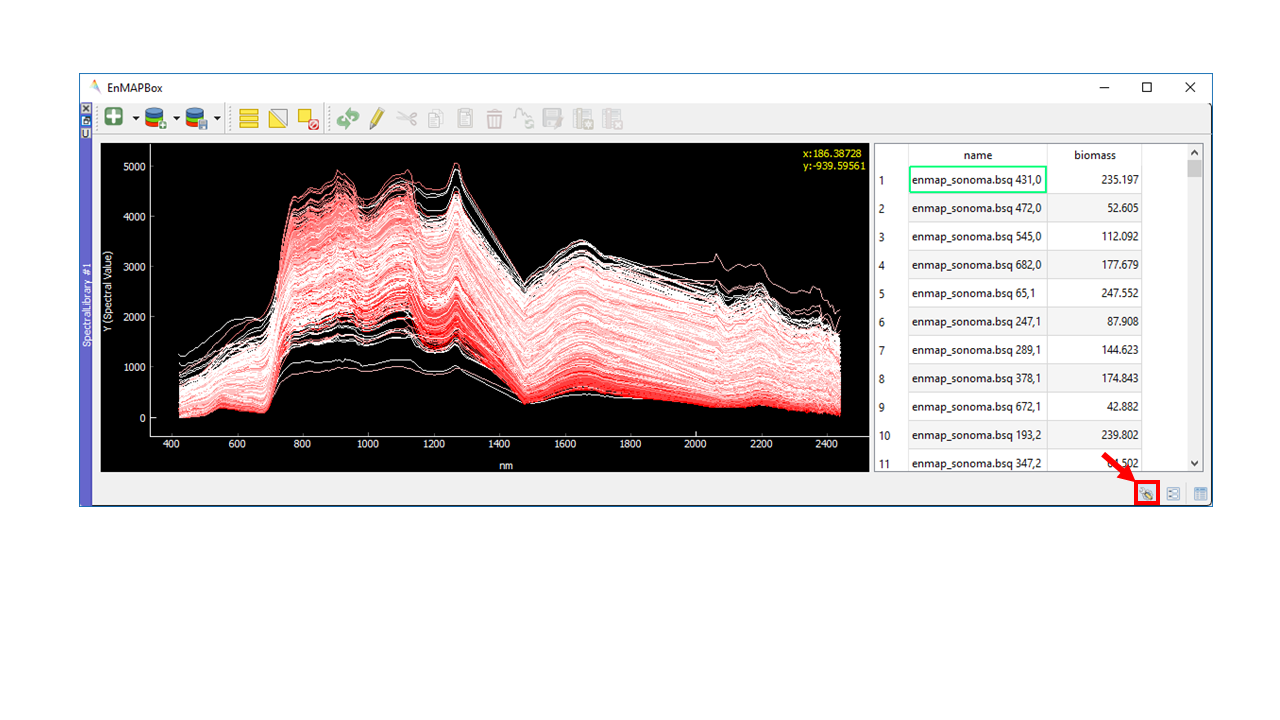 EnMAPBox
U
SpectralLibrary #1
x:186.38728
y:-939.59561
Y (Spectral Value)
5000
4000
3000
2000
1000
0
400 600 800 1000 1200 1400 1600 1800 2000 2200 2400
nm
name biomass
1 enmap_sonoma.bsq 431,0 235.197
2 enmap_sonoma.bsq 472,0 52.605
3 enmap_sonoma.bsq 545,0 112.092
4 enmap_sonoma.bsq 682,0 177.679
5 enmap_sonoma.bsq 65,1 247.552
6 enmap_sonoma.bsq 247,1 87.908
7 enmap_sonoma.bsq 289,1 144.623
8 enmap_sonoma.bsq 378,1 174.843
9 enmap_sonoma.bsq 672,1 42.882
10 enmap_sonoma.bsq 193,2 239.802
11 enmap_sonoma.bsq 347,2